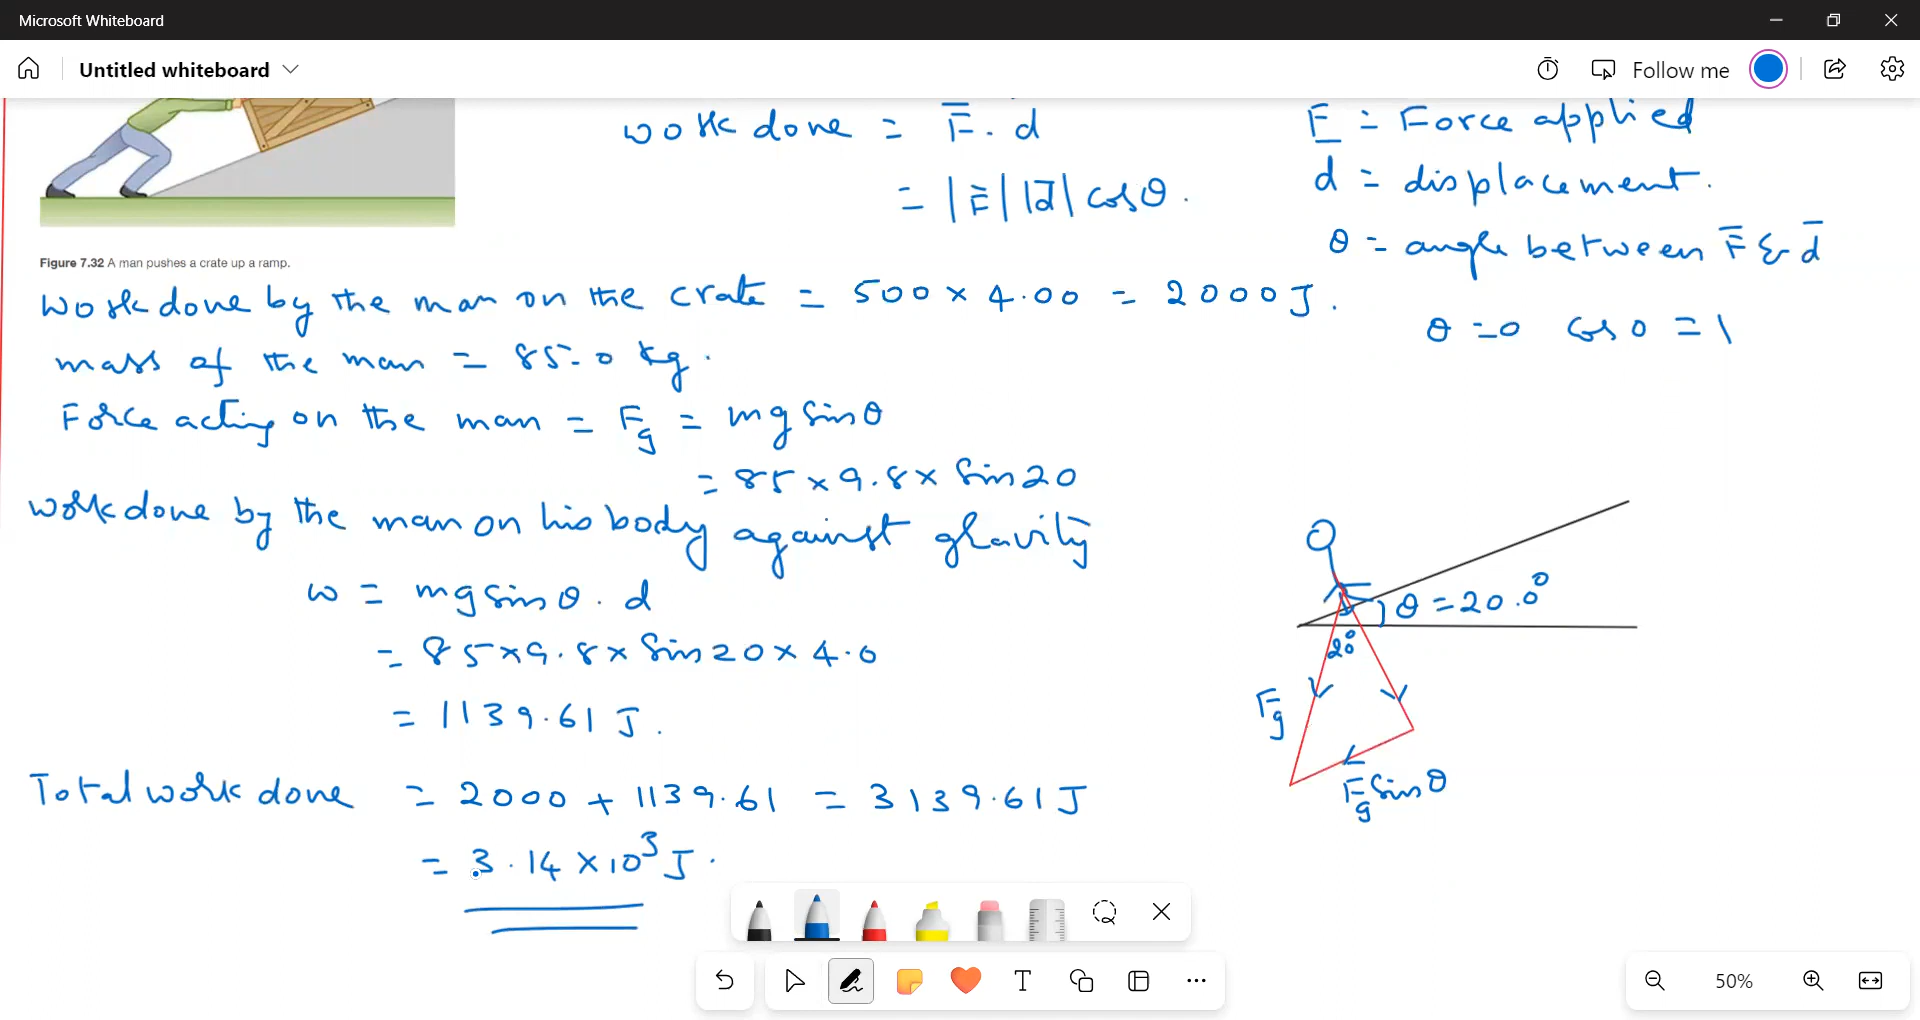 Microsoft Whiteboard
Untitled whiteboard
Follow me
work done = F̅ . d
= |F̅| |d̅| cosθ .
F = Force applied
d = displacement .
θ = angle between F̅ & d̅
θ = 0 cos 0 = 1
Figure 7.32 A man pushes a crate up a ramp.
Work done by the man on the crate = 500 × 4.00 = 2000 J .
mass of the man = 85.0 kg .
Force acting on the man = Fg = mg sinθ
= 85 × 9.8 × sin 20
work done by the man on his body against gravity
w = mg sinθ . d
= 85 × 9.8 × sin 20 × 4.0
= 1139.61 J .
Total work done = 2000 + 1139.61 = 3139.61 J
= 3.14 × 10³ J .
θ = 20.0°
20°
Fg
Fg sinθ
50%